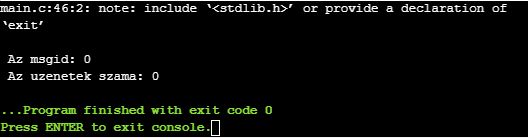 main.c:46:2: note: include ‘<stdlib.h>’ or provide a declaration of
‘exit’
Az msgid: 0
Az uzenetek szama: 0
...Program finished with exit code 0
Press ENTER to exit console.